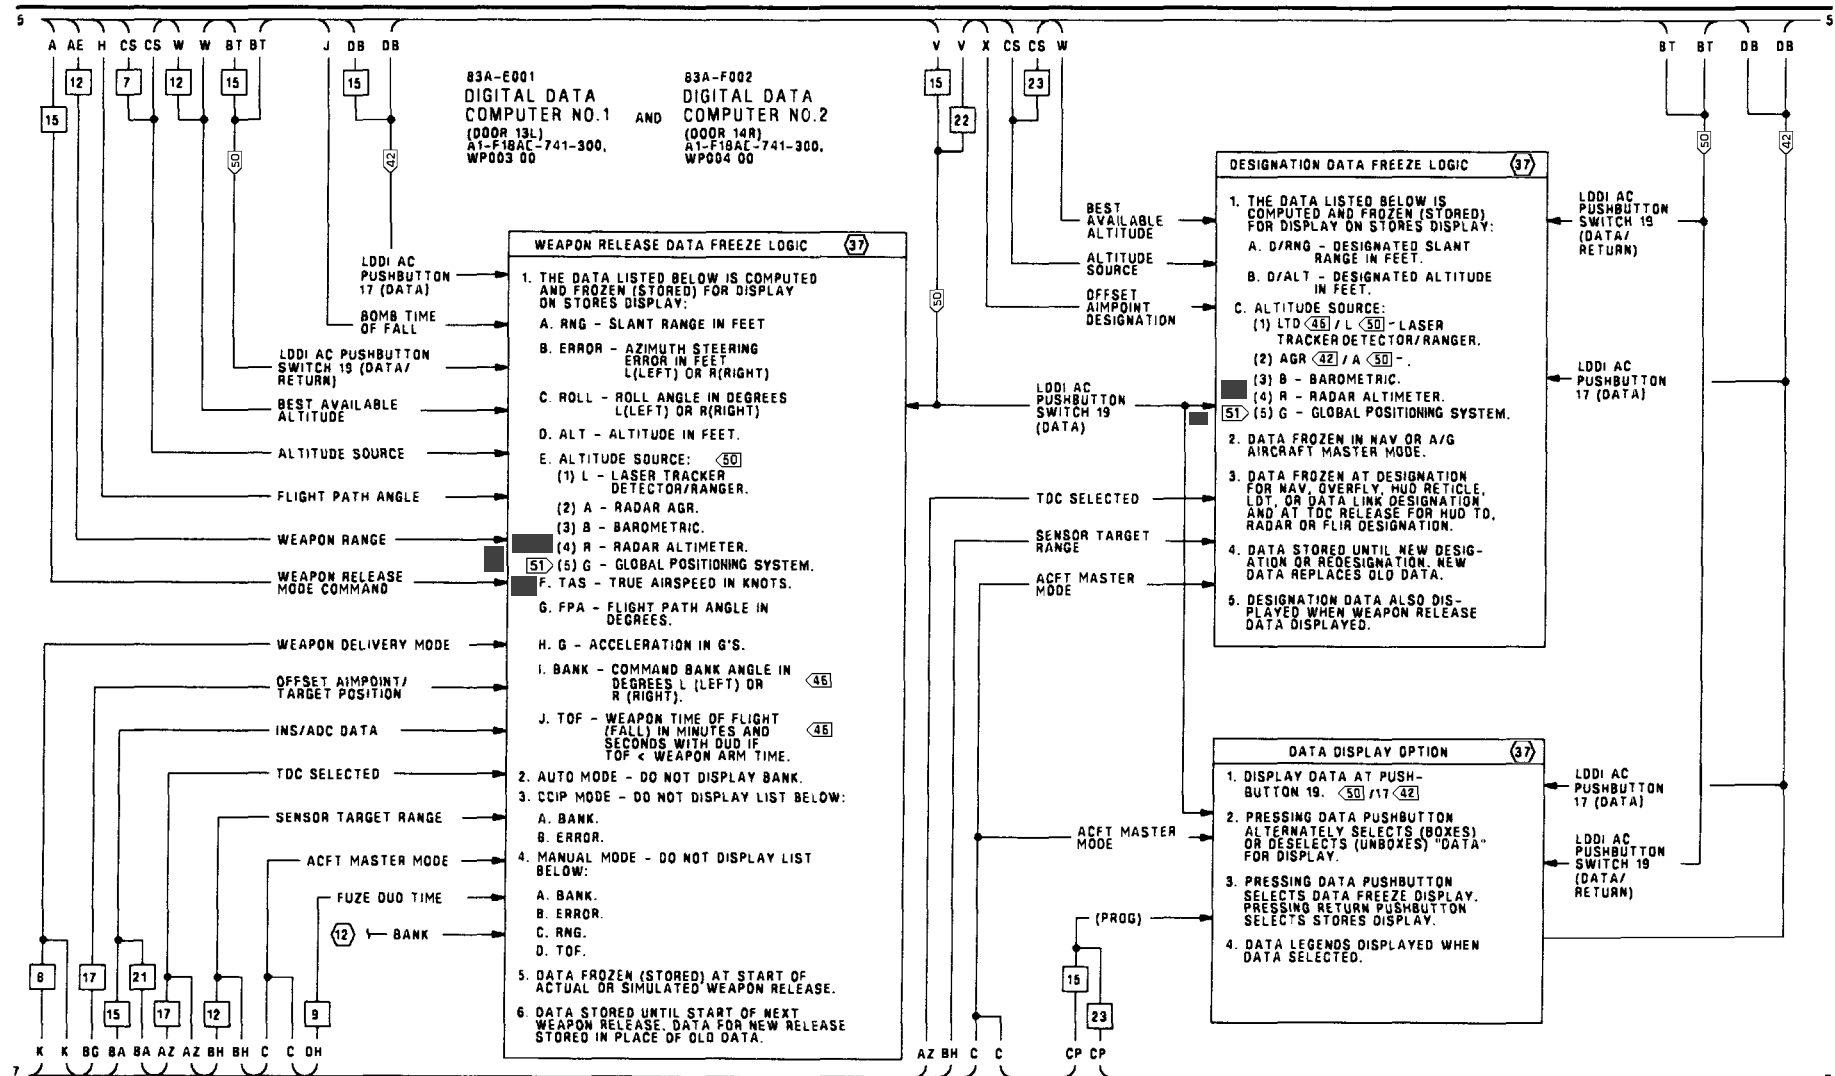 5
5
A AE H CS CS W W BT BT J DB DB
V V X CS CS W
BT BT DB DB
12 7 12 15 15
15
50 42
83A-E001
DIGITAL DATA
COMPUTER NO.1
(DOOR 13L)
A1-F18AC-741-300,
WP003 00
AND
83A-F002
DIGITAL DATA
COMPUTER NO.2
(DOOR 14R)
A1-F18AC-741-300,
WP004 00
15 23
22
50
50 42
LDDI AC
PUSHBUTTON
17 (DATA)
BOMB TIME
OF FALL
LDDI AC PUSHBUTTON
SWITCH 19 (DATA/
RETURN)
BEST AVAILABLE
ALTITUDE
ALTITUDE SOURCE
FLIGHT PATH ANGLE
WEAPON RANGE
WEAPON RELEASE
MODE COMMAND
WEAPON DELIVERY MODE
OFFSET AIMPOINT/
TARGET POSITION
INS/ADC DATA
TDC SELECTED
SENSOR TARGET RANGE
ACFT MASTER MODE
FUZE DUD TIME
12 BANK
WEAPON RELEASE DATA FREEZE LOGIC 37
1. THE DATA LISTED BELOW IS COMPUTED
AND FROZEN (STORED) FOR DISPLAY
ON STORES DISPLAY:
A. RNG - SLANT RANGE IN FEET
B. ERROR - AZIMUTH STEERING
ERROR IN FEET
L(LEFT) OR R(RIGHT)
C. ROLL - ROLL ANGLE IN DEGREES
L(LEFT) OR R(RIGHT)
D. ALT - ALTITUDE IN FEET.
E. ALTITUDE SOURCE: 50
(1) L - LASER TRACKER
DETECTOR/RANGER.
(2) A - RADAR AGR.
(3) B - BAROMETRIC.
(4) R - RADAR ALTIMETER.
51 (5) G - GLOBAL POSITIONING SYSTEM.
F. TAS - TRUE AIRSPEED IN KNOTS.
G. FPA - FLIGHT PATH ANGLE IN
DEGREES.
H. G - ACCELERATION IN G'S.
I. BANK - COMMAND BANK ANGLE IN
DEGREES L (LEFT) OR 46
R (RIGHT).
J. TOF - WEAPON TIME OF FLIGHT
(FALL) IN MINUTES AND 46
SECONDS WITH DUD IF
TOF < WEAPON ARM TIME.
2. AUTO MODE - DO NOT DISPLAY BANK.
3. CCIP MODE - DO NOT DISPLAY LIST BELOW:
A. BANK.
B. ERROR.
4. MANUAL MODE - DO NOT DISPLAY LIST
BELOW:
A. BANK.
B. ERROR.
C. RNG.
D. TOF.
5. DATA FROZEN (STORED) AT START OF
ACTUAL OR SIMULATED WEAPON RELEASE.
6. DATA STORED UNTIL START OF NEXT
WEAPON RELEASE. DATA FOR NEW RELEASE
STORED IN PLACE OF OLD DATA.
BEST
AVAILABLE
ALTITUDE
ALTITUDE
SOURCE
OFFSET
AIMPOINT
DESIGNATION
LDDI AC
PUSHBUTTON
SWITCH 19
(DATA)
TDC SELECTED
SENSOR TARGET
RANGE
ACFT MASTER
MODE
ACFT MASTER
MODE
(PROG)
DESIGNATION DATA FREEZE LOGIC 37
1. THE DATA LISTED BELOW IS
COMPUTED AND FROZEN (STORED)
FOR DISPLAY ON STORES DISPLAY:
A. D/RNG - DESIGNATED SLANT
RANGE IN FEET.
B. D/ALT - DESIGNATED ALTITUDE
IN FEET.
C. ALTITUDE SOURCE:
(1) LTD 46 / L 50 - LASER
TRACKER DETECTOR/RANGER.
(2) AGR 42 / A 50 - .
(3) B - BAROMETRIC.
(4) R - RADAR ALTIMETER.
51 (5) G - GLOBAL POSITIONING SYSTEM.
2. DATA FROZEN IN NAV OR A/G
AIRCRAFT MASTER MODE.
3. DATA FROZEN AT DESIGNATION
FOR NAV, OVERFLY, HUD RETICLE,
LDT, OR DATA LINK DESIGNATION
AND AT TDC RELEASE FOR HUD TD,
RADAR OR FLIR DESIGNATION.
4. DATA STORED UNTIL NEW DESIG-
ATION OR REDESIGNATION. NEW
DATA REPLACES OLD DATA.
5. DESIGNATION DATA ALSO DIS-
PLAYED WHEN WEAPON RELEASE
DATA DISPLAYED.
LDDI AC
PUSHBUTTON
SWITCH 19
(DATA/
RETURN)
LDDI AC
PUSHBUTTON
17 (DATA)
DATA DISPLAY OPTION 37
1. DISPLAY DATA AT PUSH-
BUTTON 19. 50 /17 42
2. PRESSING DATA PUSHBUTTON
ALTERNATELY SELECTS (BOXES)
OR DESELECTS (UNBOXES) "DATA"
FOR DISPLAY.
3. PRESSING DATA PUSHBUTTON
SELECTS DATA FREEZE DISPLAY.
PRESSING RETURN PUSHBUTTON
SELECTS STORES DISPLAY.
4. DATA LEGENDS DISPLAYED WHEN
DATA SELECTED.
LDDI AC
PUSHBUTTON
17 (DATA)
LDDI AC
PUSHBUTTON
SWITCH 19
(DATA/
RETURN)
17 21
15 17 12 9
15
23
K K BG BA BA AZ AZ BH BH C C DH
AZ BH C C CP CP
7